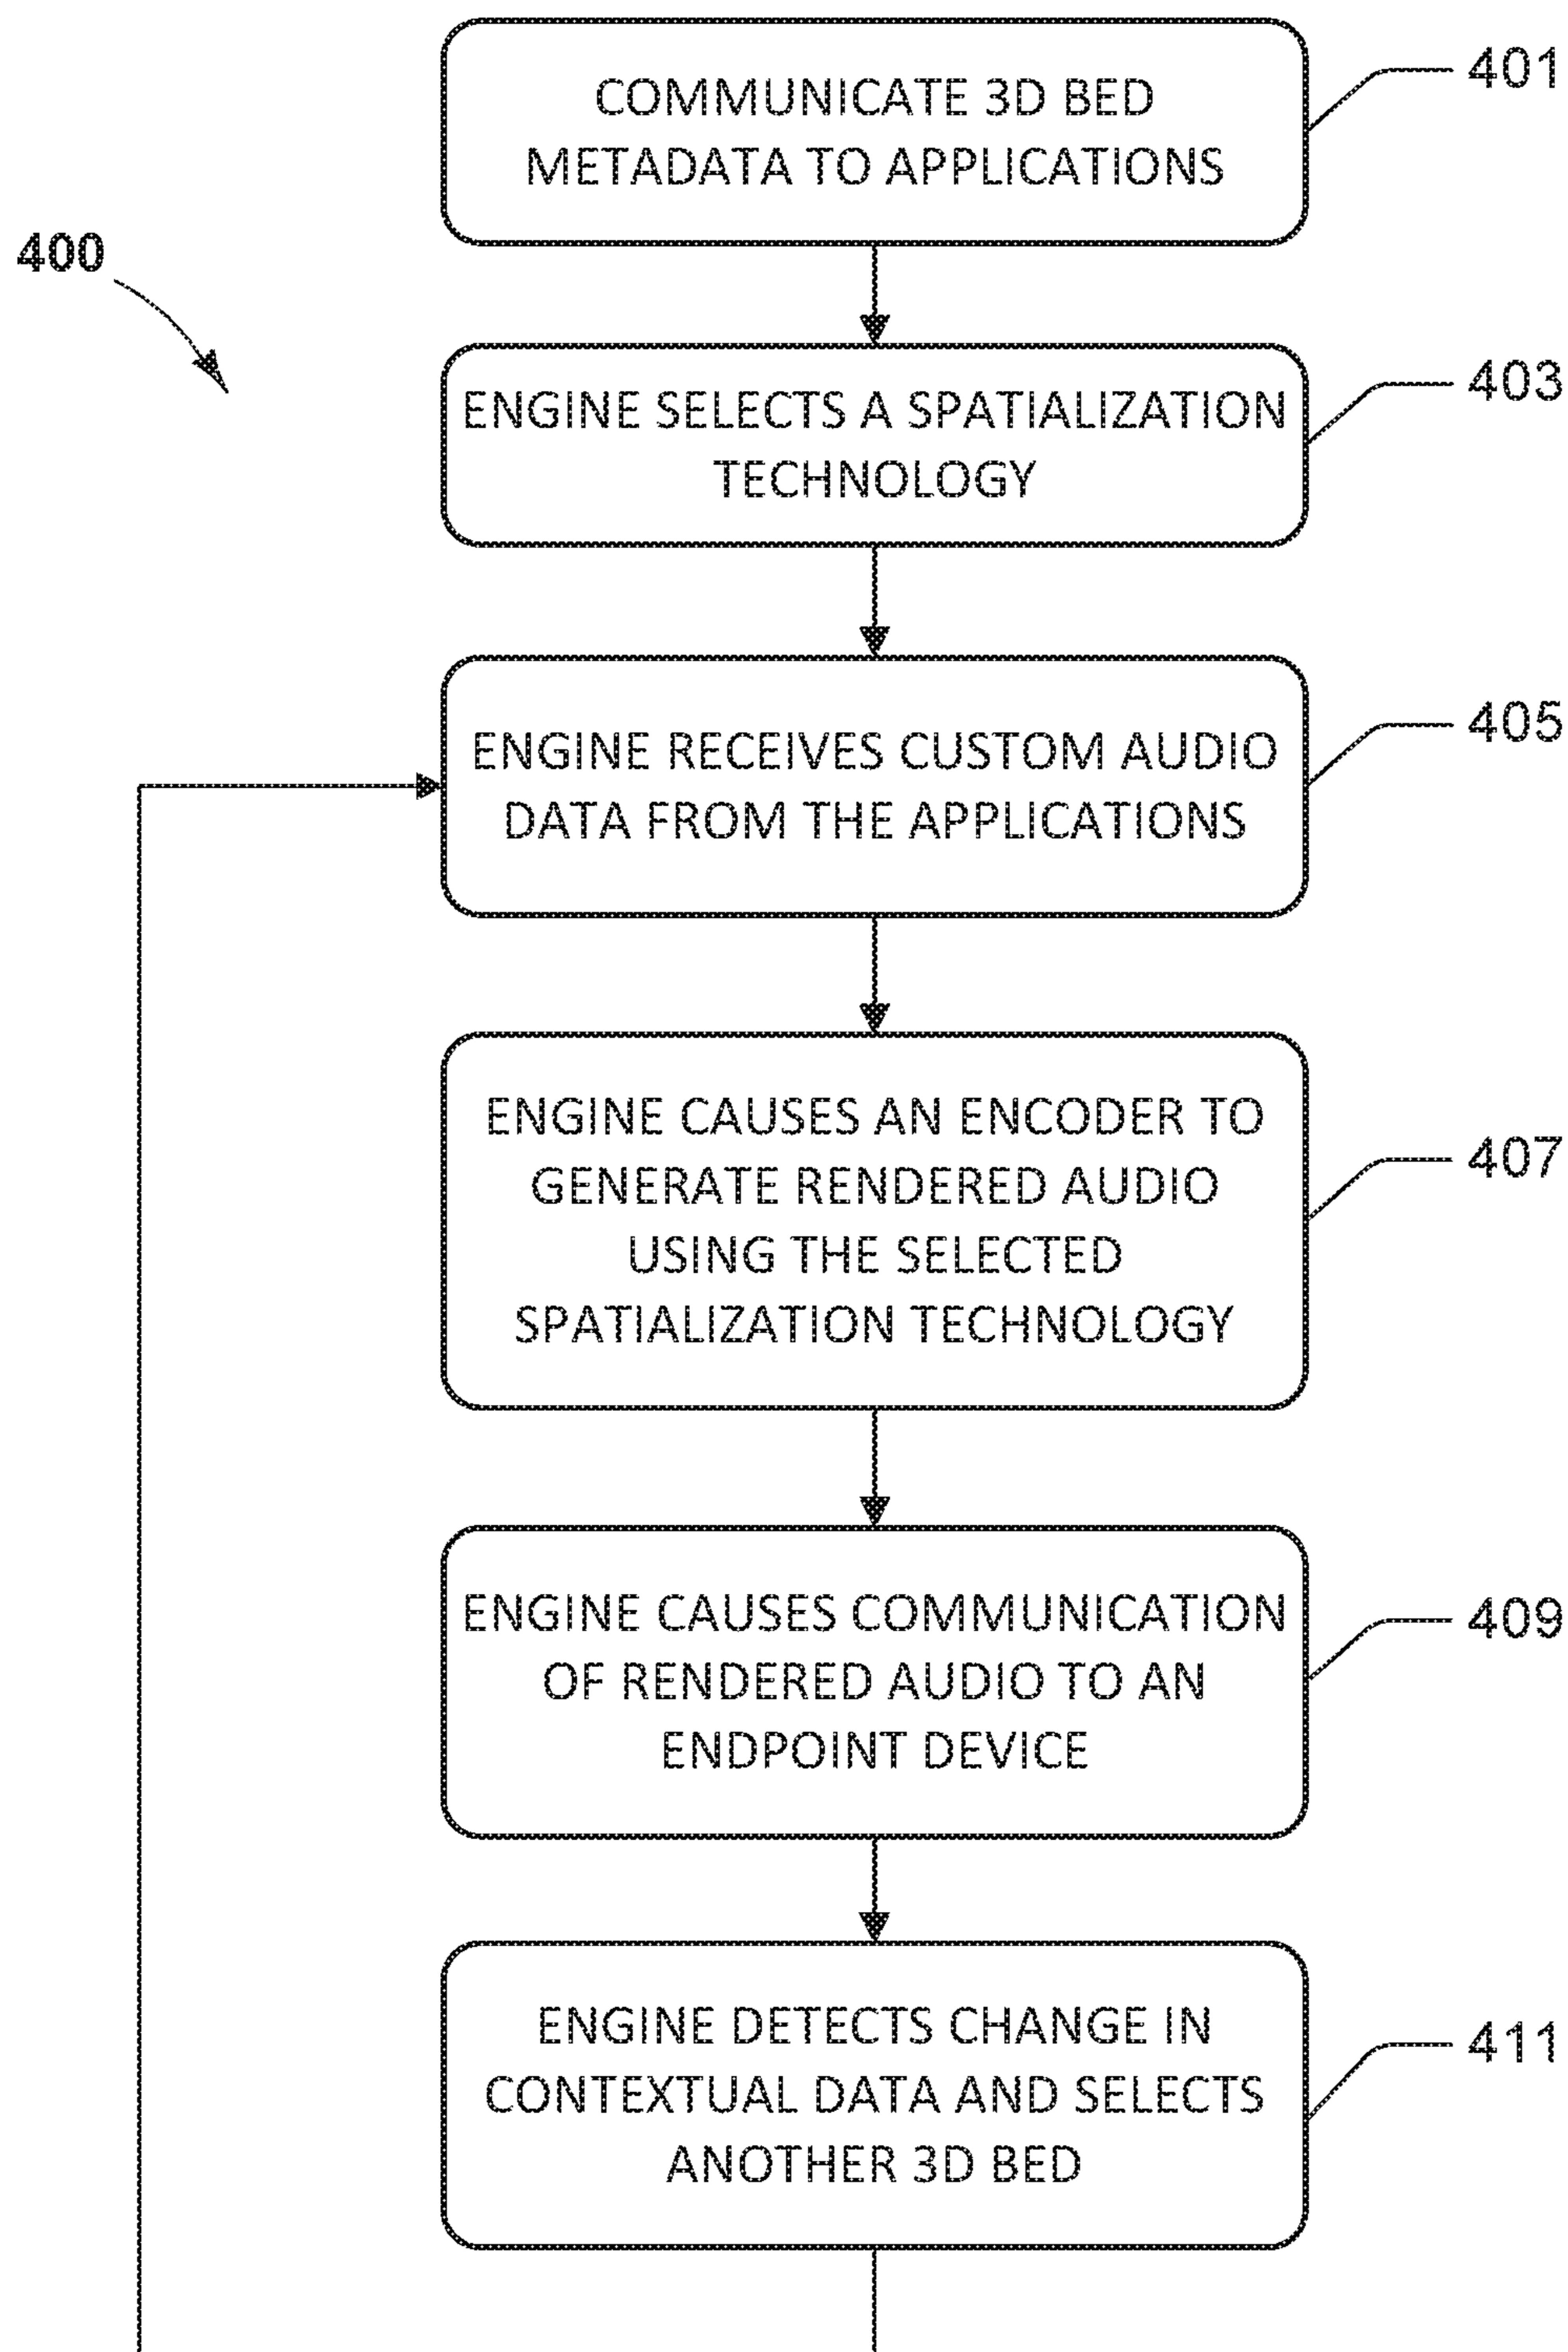 COMMUNICATE 3D BED
METADATA TO APPLICATIONS
401
400
ENGINE SELECTS A SPATIALIZATION
TECHNOLOGY
403
ENGINE RECEIVES CUSTOM AUDIO
DATA FROM THE APPLICATIONS
405
ENGINE CAUSES AN ENCODER TO
GENERATE RENDERED AUDIO
USING THE SELECTED
SPATIALIZATION TECHNOLOGY
407
ENGINE CAUSES COMMUNICATION
OF RENDERED AUDIO TO AN
ENDPOINT DEVICE
409
ENGINE DETECTS CHANGE IN
CONTEXTUAL DATA AND SELECTS
ANOTHER 3D BED
411